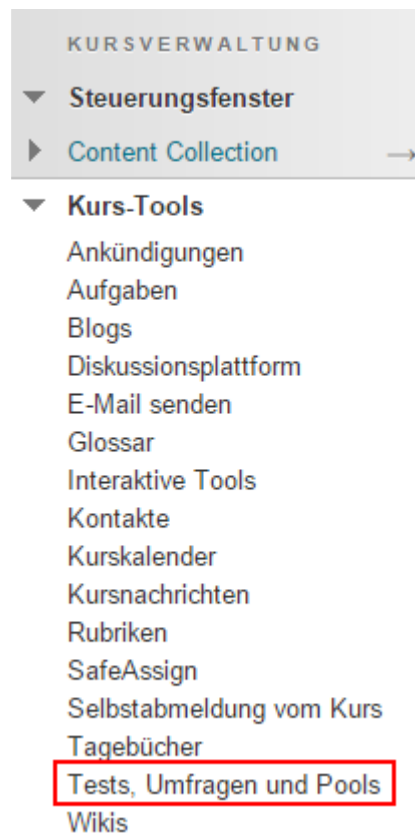 KURSVERWALTUNG
Steuerungsfenster
Content Collection
Kurs-Tools
Ankündigungen
Aufgaben
Blogs
Diskussionsplattform
E-Mail senden
Glossar
Interaktive Tools
Kontakte
Kurskalender
Kursnachrichten
Rubriken
SafeAssign
Selbstabmeldung vom Kurs
Tagebücher
Tests, Umfragen und Pools
Wikis